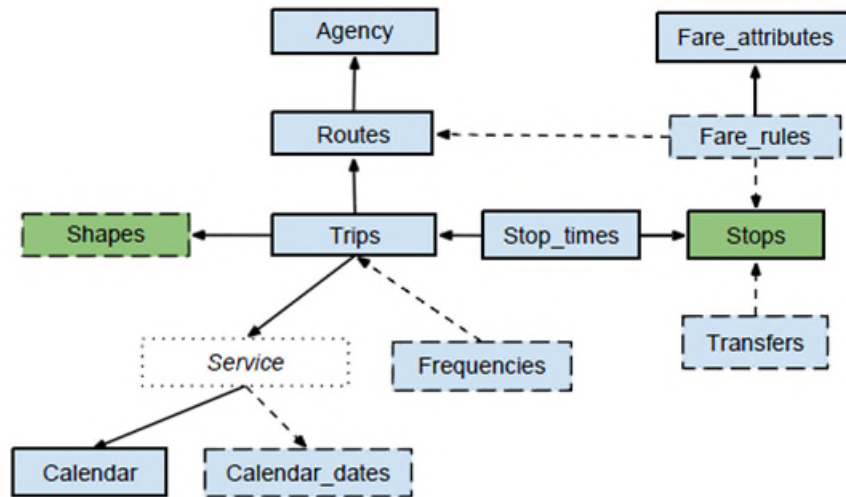 Agency
Fare_attributes
Routes
Fare_rules
Shapes
Trips
Stop_times
Stops
Service
Frequencies
Transfers
Calendar
Calendar_dates